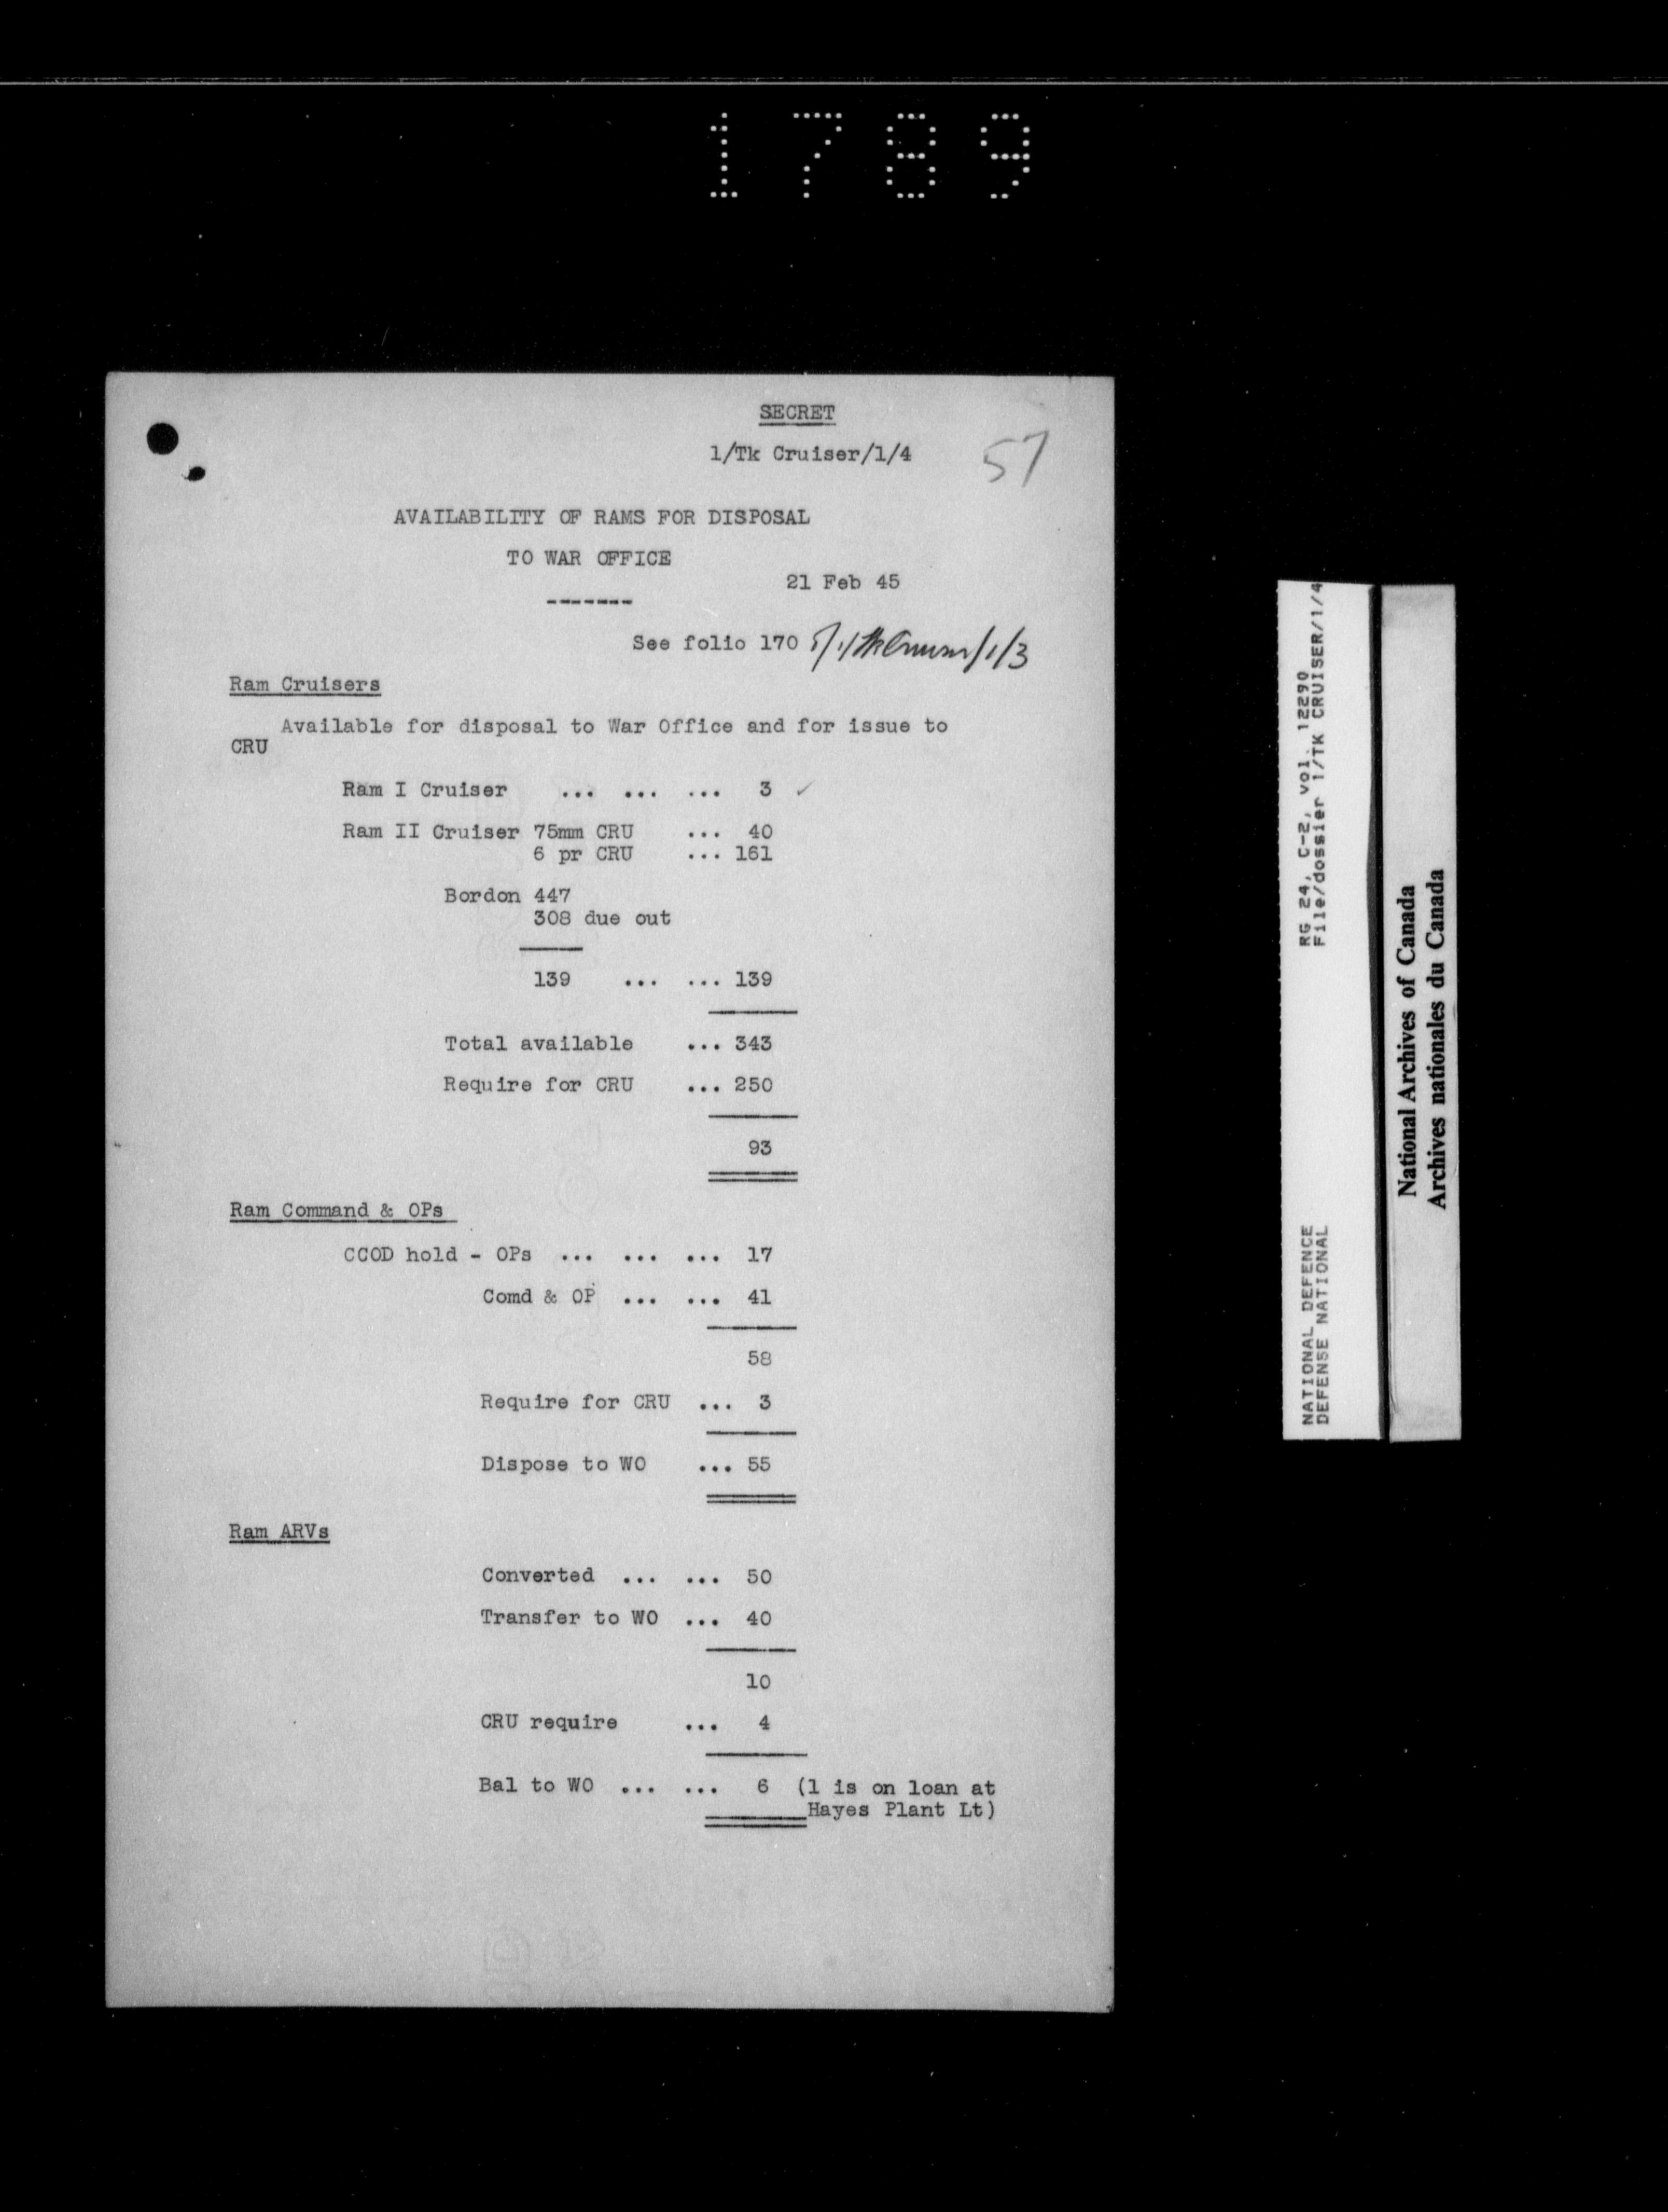 1789
SECRET
1/Tk Cruiser/1/4
57
AVAILABILITY OF RAMS FOR DISPOSAL
TO WAR OFFICE
21 Feb 45
-------
See folio 170 1/Tk Cruiser/1/3
Ram Cruisers
Available for disposal to War Office and for issue to
CRU
Ram I Cruiser ... ... ... 3 ✓
Ram II Cruiser 75mm CRU ... 40
6 pr CRU ... 161
Bordon 447
308 due out
139 ... ... 139
Total available ... 343
Require for CRU ... 250
93
Ram Command & OPs
CCOD hold - OPs ... ... ... 17
Comd & OP ... ... 41
58
Require for CRU ... 3
Dispose to WO ... 55
Ram ARVs
Converted ... ... 50
Transfer to WO ... 40
10
CRU require ... 4
Bal to WO ... ... 6 (1 is on loan at
Hayes Plant Lt)
NATIONAL DEFENCE RG 24, C-2, vol. 12290
DEFENSE NATIONAL File/dossier 1/TK CRUISER/1/4
National Archives of Canada
Archives nationales du Canada